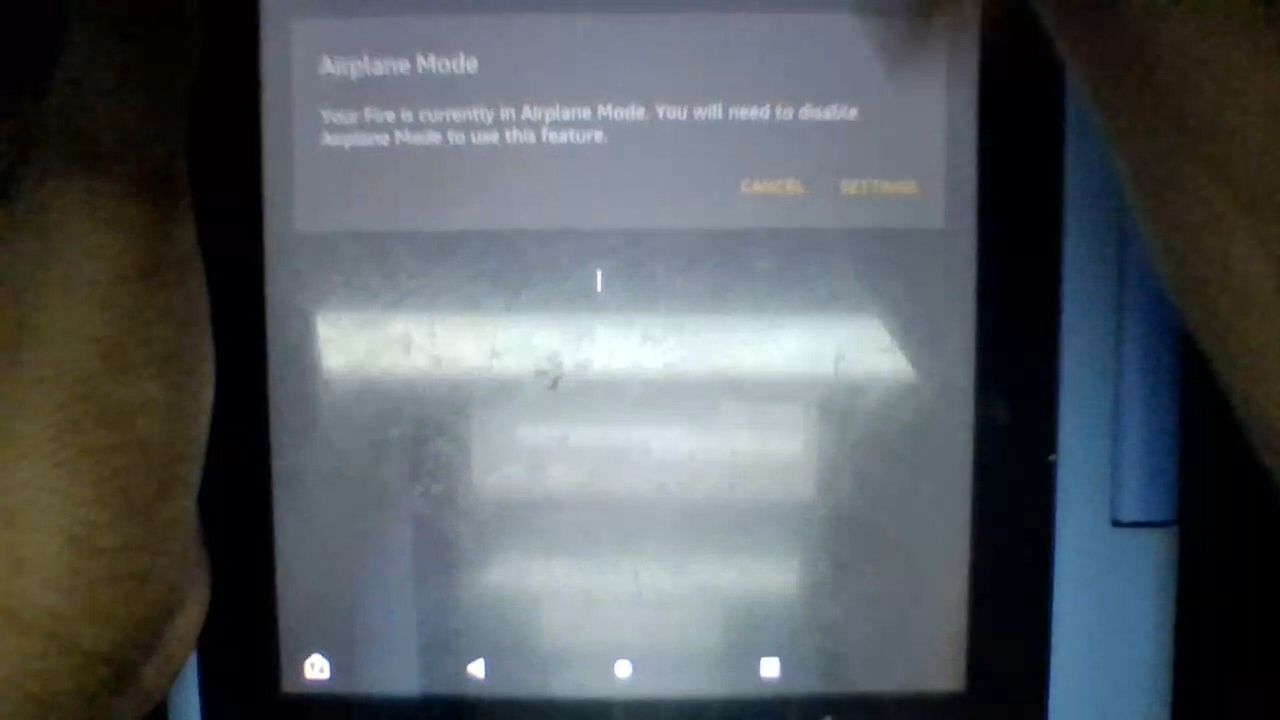 Airplane Mode
Your Fire is currently in Airplane Mode. You will need to disable
Airplane Mode to use this feature.
CANCEL SETTINGS